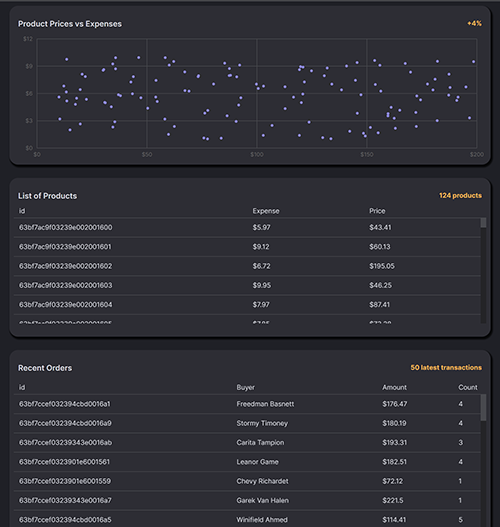 Product Prices vs Expenses +4%
$12
$9
$6
$3
$0
$0 $50 $100 $150 $200
List of Products 124 products
id Expense Price
63bf7ac9f03239e002001600 $5.97 $43.41
63bf7ac9f03239e002001601 $9.12 $60.13
63bf7ac9f03239e002001602 $6.72 $195.05
63bf7ac9f03239e002001603 $9.95 $46.25
63bf7ac9f03239e002001604 $7.97 $87.41
Recent Orders 50 latest transactions
id Buyer Amount Count
63bf7ccef032394cbd0016a1 Freedman Basnett $176.47 4
63bf7ccef032394cbd0016a9 Stormy Timoney $180.19 4
63bf7ccef03239343e0016ab Carita Tampion $193.31 3
63bf7ccef0323901e6001561 Leanor Game $182.51 4
63bf7ccef0323901e6001559 Chevy Richardet $72.12 1
63bf7ccef03239343e0016a7 Garek Van Halen $221.5 1
63bf7ccef032394cbd0016a5 Winifield Ahmed $114.41 5